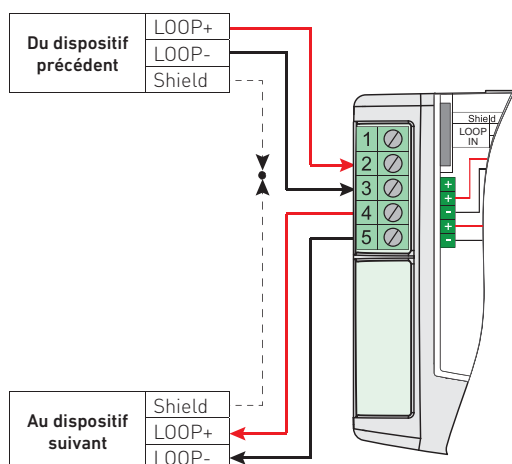 Du dispositif
précédent
LOOP+
LOOP-
Shield
1
2
3
4
5
Shield
LOOP
IN
+
+
-
+
-
Au dispositif
suivant
Shield
LOOP+
LOOP-